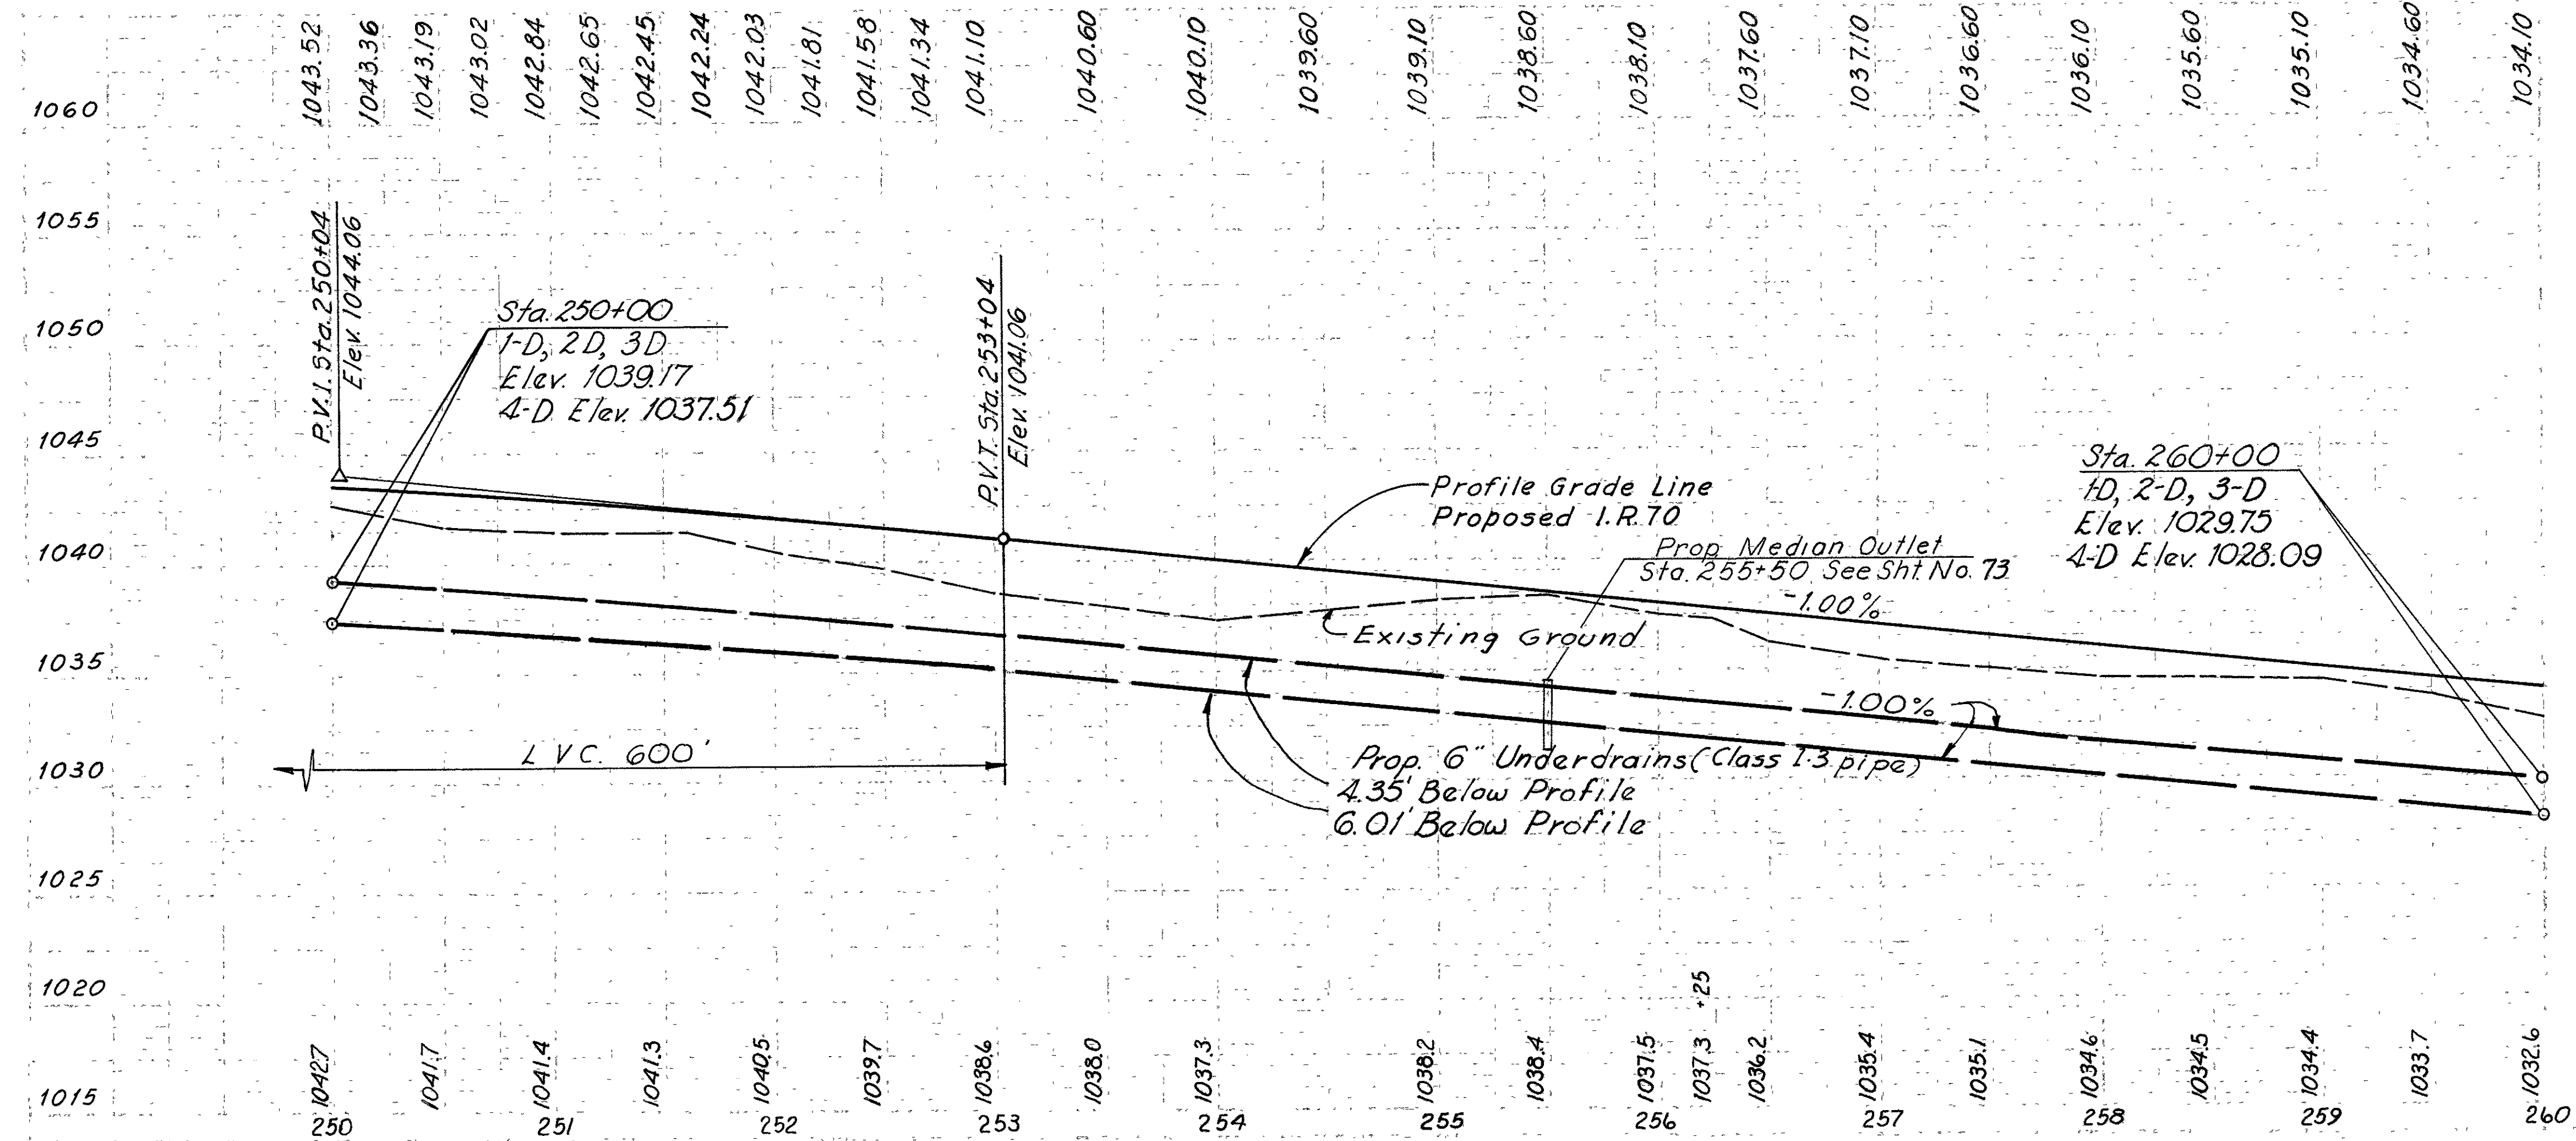 1043.52 1043.36 1043.19 1043.02 1042.84 1042.65 1042.45 1042.24 1042.03 1041.81 1041.58 1041.34 1041.10 1040.60 1040.10 1039.60 1039.10 1038.60 1038.10 1037.60 1037.10 1036.60 1036.10 1035.60 1035.10 1034.60 1034.10
1060
1055
1050
1045
1040
1035
1030
1025
1020
1015
P.V.I. Sta. 250+04
Elev. 1044.06
Sta. 250+00
1-D, 2D, 3D
Elev. 1039.17
4-D Elev. 1037.51
P.V.T. Sta. 253+04
Elev. 1041.06
Profile Grade Line
Proposed I.R. 70
Prop. Median Outlet
Sta. 255+50 See Sht. No. 73
-1.00%
Existing Ground
Sta. 260+00
1-D, 2-D, 3-D
Elev. 1029.75
4-D Elev. 1028.09
-1.00%
L V C. 600'
Prop. 6" Underdrains (Class I-3 pipe)
4.35' Below Profile
6.01' Below Profile
+25
1042.7 1041.7 1041.4 1041.3 1040.5 1039.7 1038.6 1038.0 1037.3 1038.2 1038.4 1037.5 1037.3 1036.2 1035.4 1035.1 1034.6 1034.5 1034.4 1033.7 1032.6
250 251 252 253 254 255 256 257 258 259 260